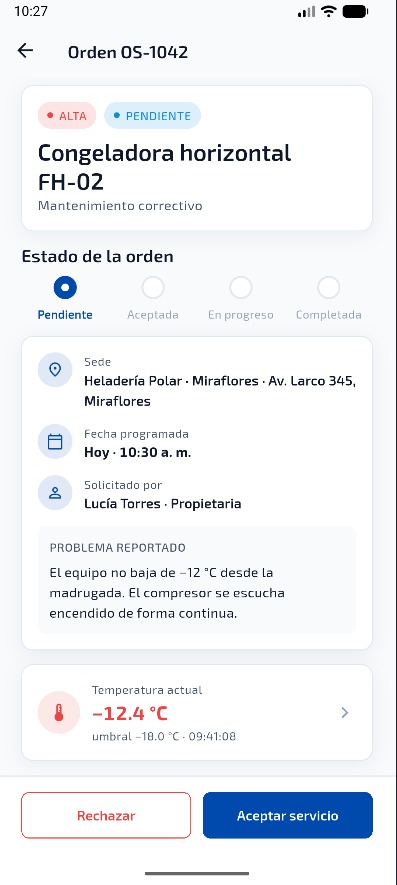 10:27
Orden OS-1042
ALTA
PENDIENTE
Congeladora horizontal
FH-02
Mantenimiento correctivo
Estado de la orden
Pendiente
Aceptada
En progreso
Completada
Sede
Heladería Polar · Miraflores · Av. Larco 345,
Miraflores
Fecha programada
Hoy · 10:30 a. m.
Solicitado por
Lucía Torres · Propietaria
PROBLEMA REPORTADO
El equipo no baja de −12 °C desde la
madrugada. El compresor se escucha
encendido de forma continua.
Temperatura actual
−12.4 °C
umbral −18.0 °C · 09:41:08
Rechazar
Aceptar servicio